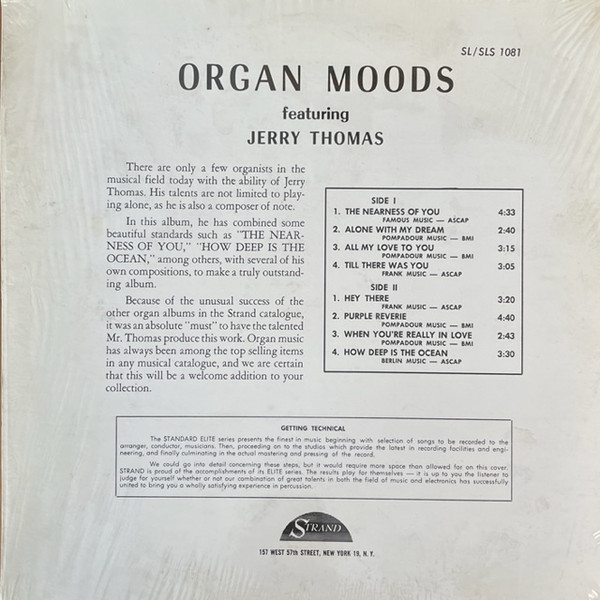 SL/SLS 1081
ORGAN MOODS
featuring
JERRY THOMAS
There are only a few organists in the
musical field today with the ability of Jerry
Thomas. His talents are not limited to play-
ing alone, as he is also a composer of note.
In this album, he has combined some
beautiful standards such as "THE NEAR-
NESS OF YOU," "HOW DEEP IS THE
OCEAN," among others, with several of his
own compositions, to make a truly outstand-
ing album.
Because of the unusual success of the
other organ albums in the Strand catalogue,
it was an absolute "must" to have the talented
Mr. Thomas produce this work. Organ music
has always been among the top selling items
in any musical catalogue, and we are certain
that this will be a welcome addition to your
collection.
SIDE I
1. THE NEARNESS OF YOU 4:33
FAMOUS MUSIC — ASCAP
2. ALONE WITH MY DREAM 2:40
POMPADOUR MUSIC — BMI
3. ALL MY LOVE TO YOU 3:15
POMPADOUR MUSIC — BMI
4. TILL THERE WAS YOU 3:05
FRANK MUSIC — ASCAP
SIDE II
1. HEY THERE 3:20
FRANK MUSIC — ASCAP
2. PURPLE REVERIE 4:40
POMPADOUR MUSIC — BMI
3. WHEN YOU'RE REALLY IN LOVE 2:43
POMPADOUR MUSIC — BMI
4. HOW DEEP IS THE OCEAN 3:30
BERLIN MUSIC — ASCAP
GETTING TECHNICAL
The STANDARD ELITE series presents the finest in music beginning with selection of songs to be recorded to the
arranger, conductor, musicians. Then, proceeding on to the studios which provide the latest in recording facilities and engi-
neering, and finally culminating in the actual mastering and pressing of the record.
We could go into detail concerning these steps, but it would require more space than allowed for on this cover.
STRAND is proud of the accomplishments of its ELITE series. The results play for themselves — it is up to you the listener to
judge for yourself whether or not our combination of great talents in both the field of music and electronics has successfully
united to bring you a wholly satisfying experience in percussion.
STRAND
157 WEST 57th STREET, NEW YORK 19, N. Y.